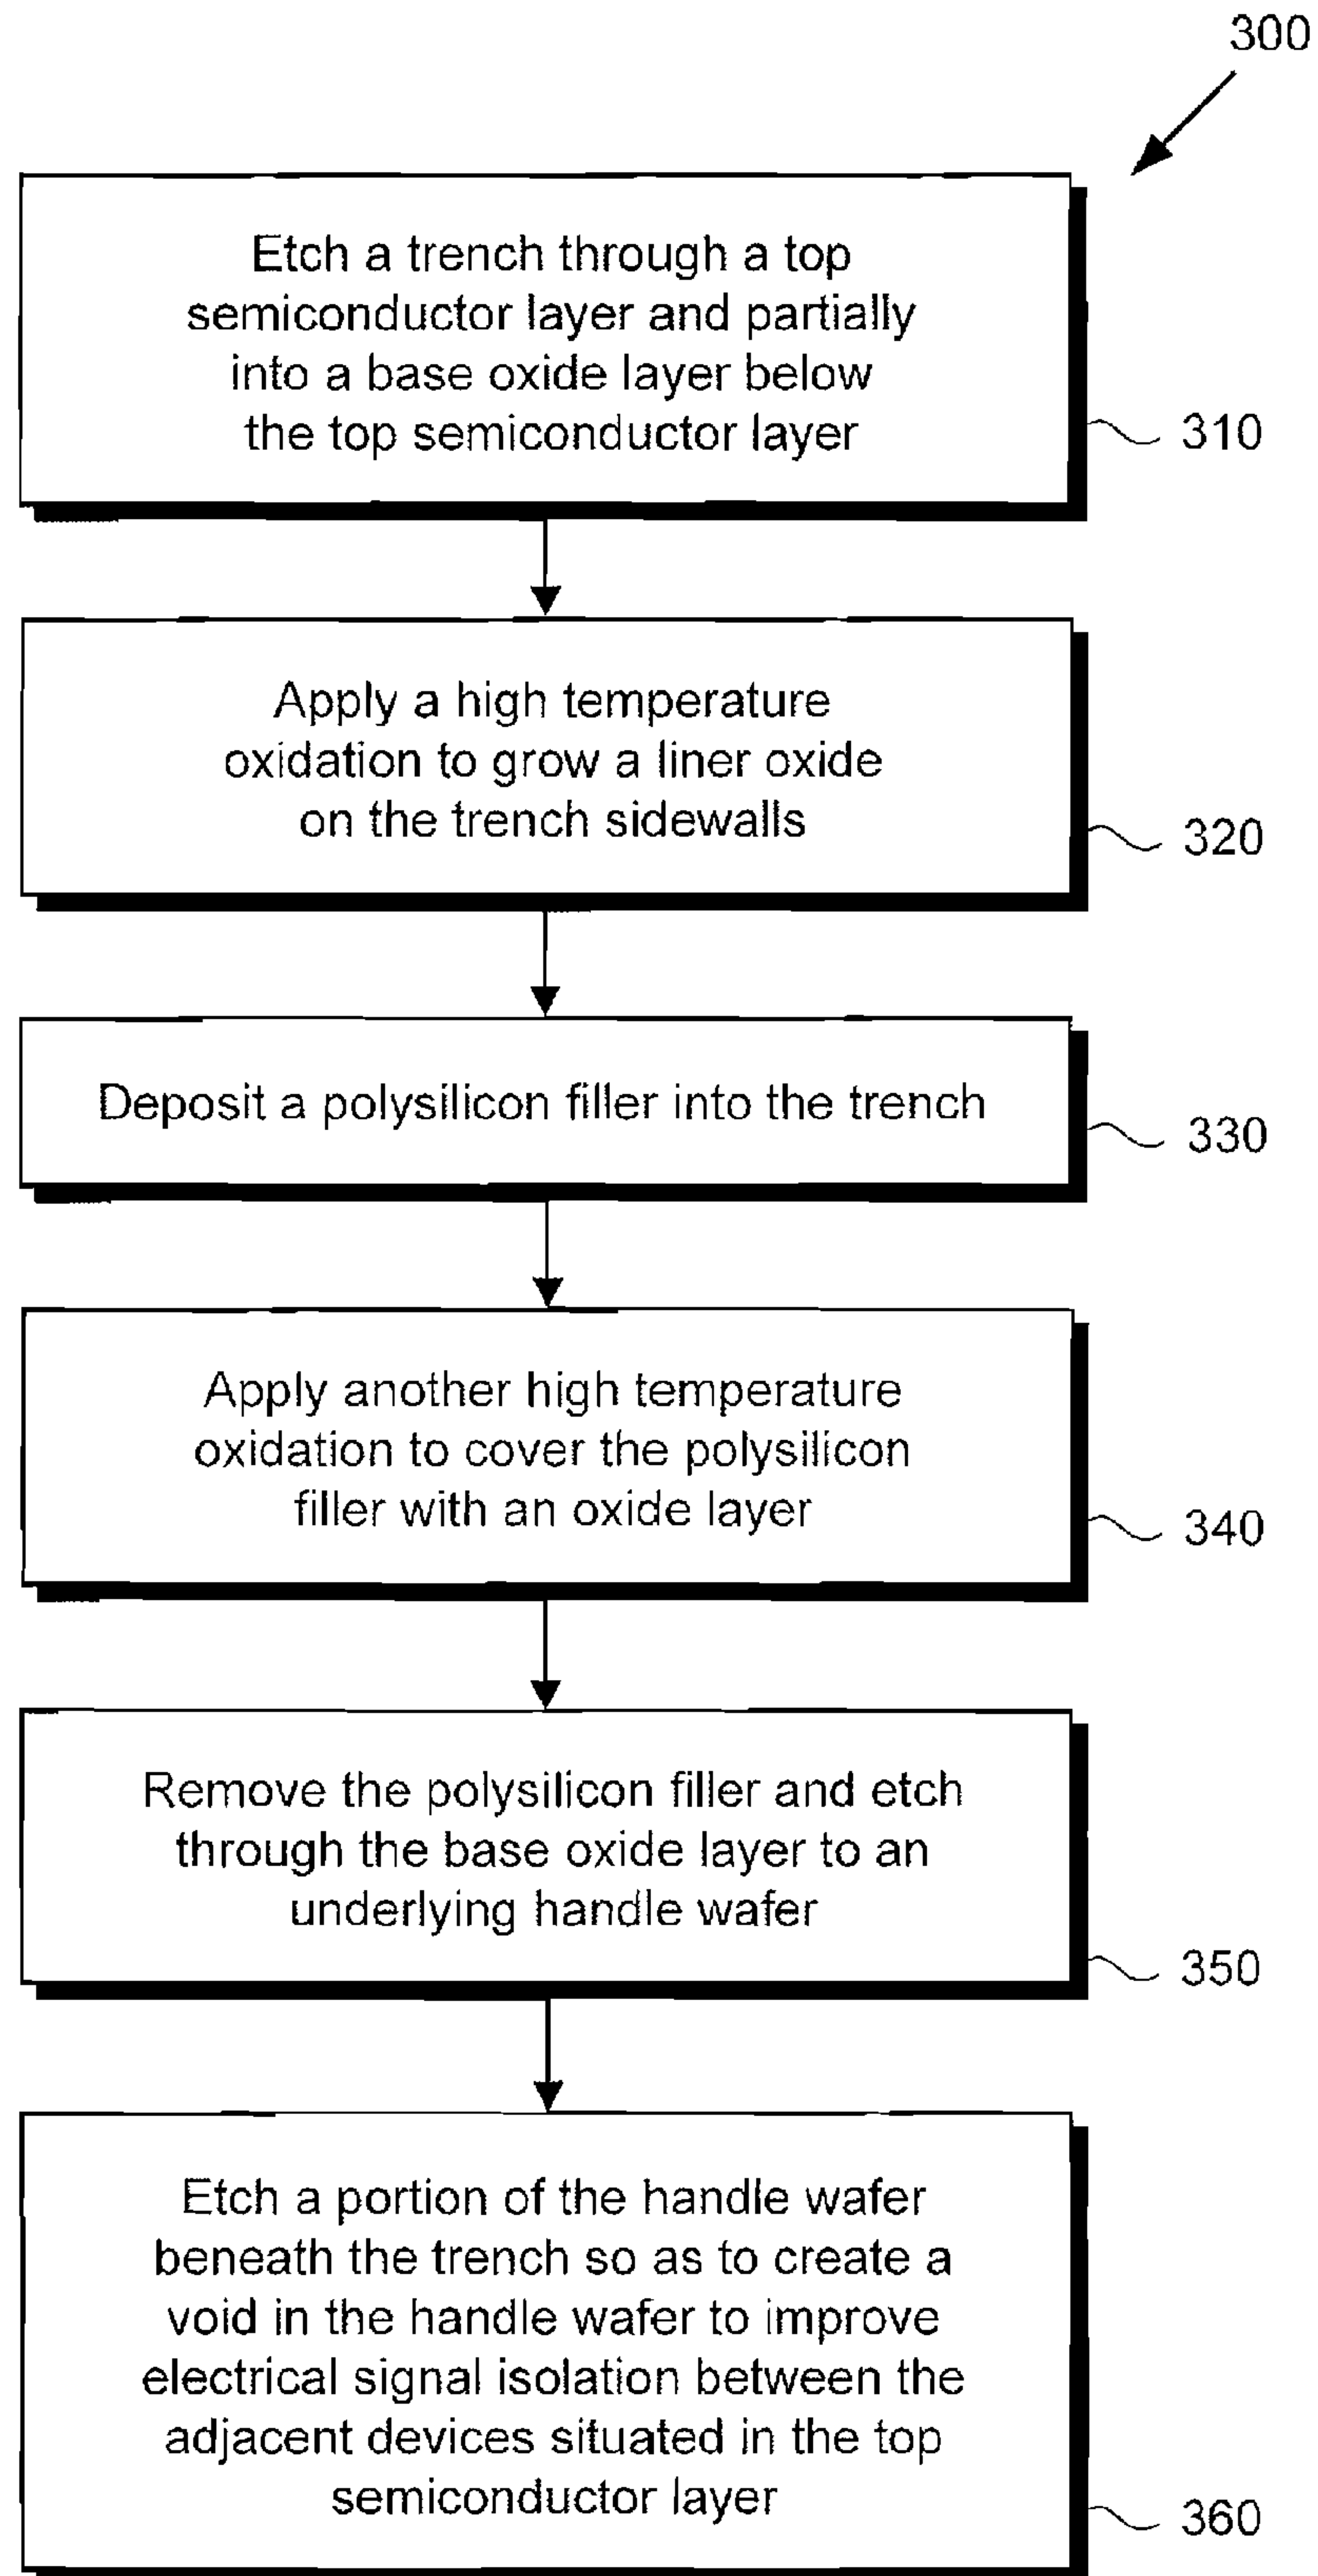 300
Etch a trench through a top
semiconductor layer and partially
into a base oxide layer below
the top semiconductor layer
310
Apply a high temperature
oxidation to grow a liner oxide
on the trench sidewalls
320
Deposit a polysilicon filler into the trench
330
Apply another high temperature
oxidation to cover the polysilicon
filler with an oxide layer
340
Remove the polysilicon filler and etch
through the base oxide layer to an
underlying handle wafer
350
Etch a portion of the handle wafer
beneath the trench so as to create a
void in the handle wafer to improve
electrical signal isolation between the
adjacent devices situated in the top
semiconductor layer
360